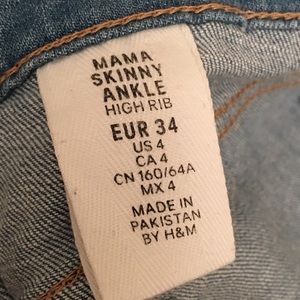 MAMA
SKINNY
ANKLE
HIGH RIB
EUR 34
US 4
CA 4
CN 160/64A
MX 4
MADE IN
PAKISTAN
BY H&M